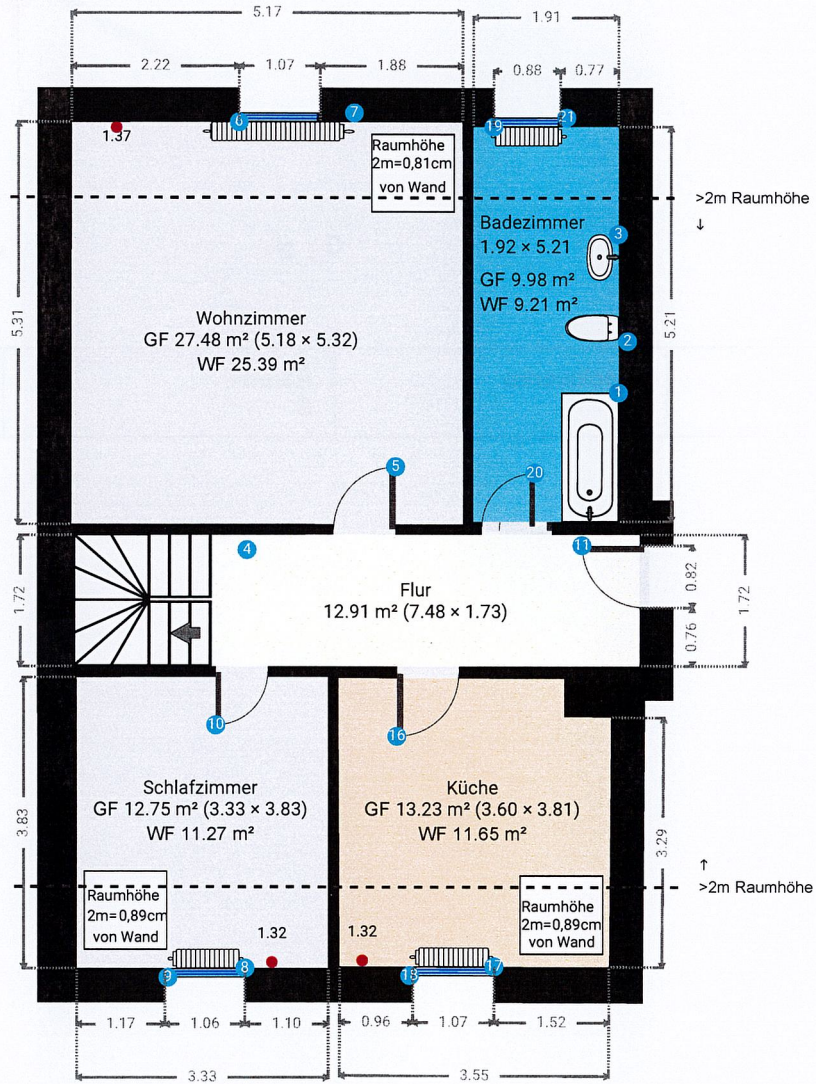 5.17
1.91
2.22
1.07
1.88
0.88
0.77
6
7
19
21
1.37
Raumhöhe
2m=0,81cm
von Wand
>2m Raumhöhe
↓
Badezimmer
1.92 × 5.21
GF 9.98 m²
WF 9.21 m²
3
2
1
5.31
5.21
Wohnzimmer
GF 27.48 m² (5.18 × 5.32)
WF 25.39 m²
5
20
4
11
Flur
12.91 m² (7.48 × 1.73)
1.72
0.82
0.76
1.72
10
16
Schlafzimmer
GF 12.75 m² (3.33 × 3.83)
WF 11.27 m²
Küche
GF 13.23 m² (3.60 × 3.81)
WF 11.65 m²
3.83
3.29
↑
>2m Raumhöhe
Raumhöhe
2m=0,89cm
von Wand
Raumhöhe
2m=0,89cm
von Wand
1.32
1.32
9
8
18
17
1.17
1.06
1.10
0.96
1.07
1.52
3.33
3.55